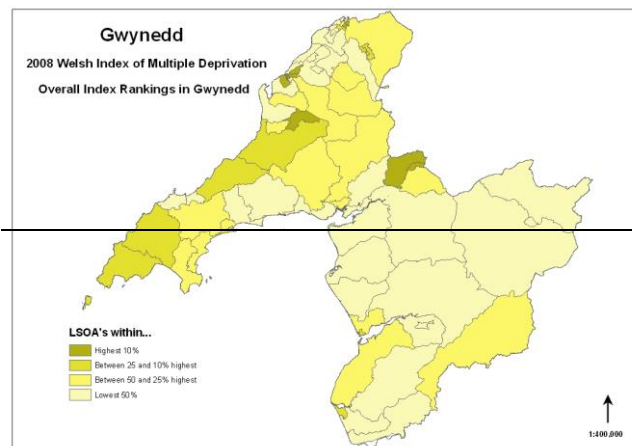 Gwynedd
2008 Welsh Index of Multiple Deprivation
Overall Index Rankings in Gwynedd
LSOA's within...
Highest 10%
Between 25 and 10% highest
Between 50 and 25% highest
Lowest 50%
1:400,000